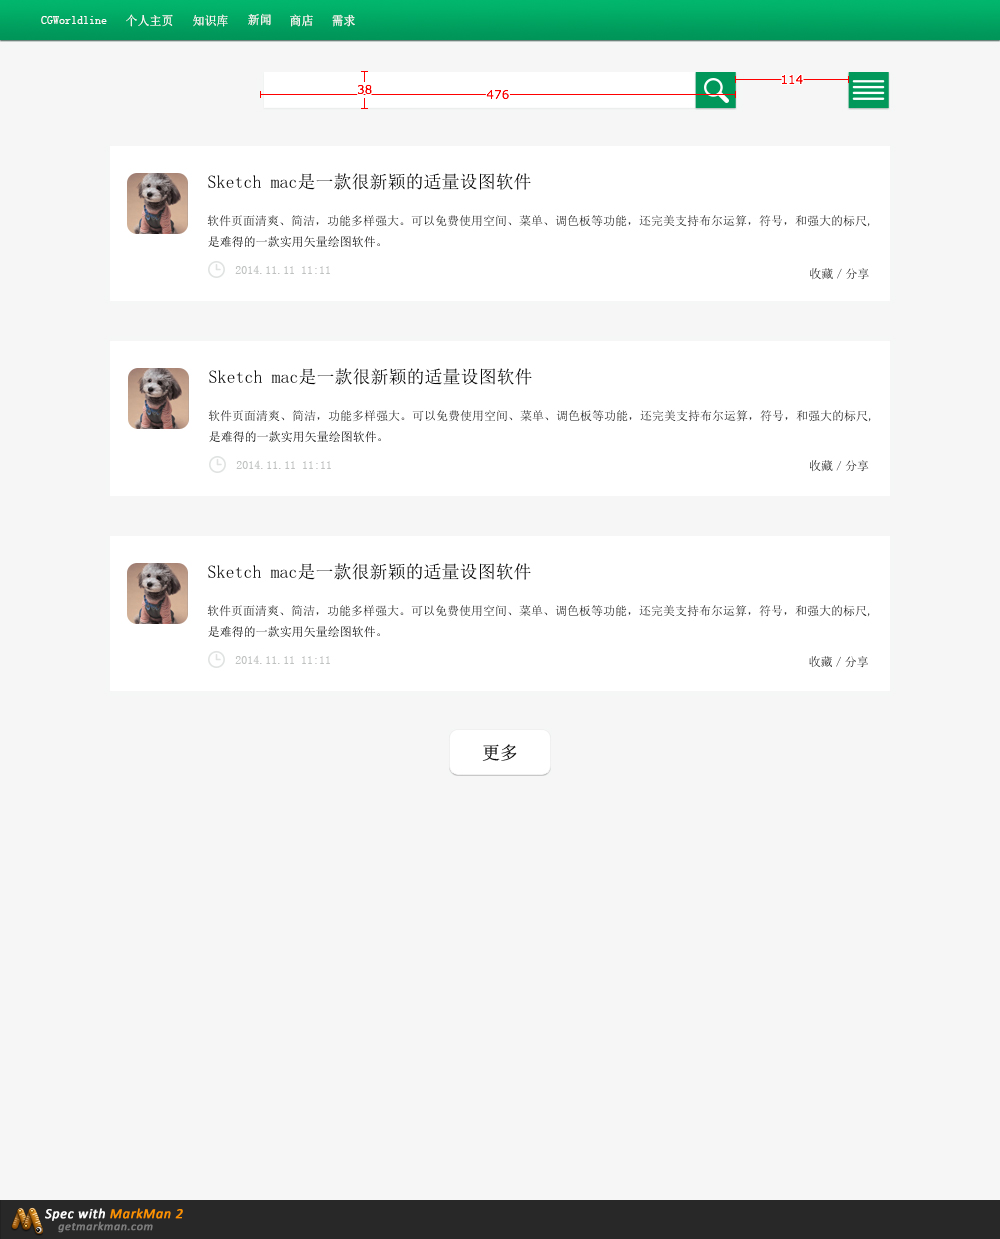 CGWorldline 个人主页 知识库 新闻 商店 需求
38 476 114
Sketch mac是一款很新颖的适量设图软件
软件页面清爽、简洁，功能多样强大。可以免费使用空间、菜单、调色板等功能，还完美支持布尔运算，符号，和强大的标尺,
是难得的一款实用矢量绘图软件。
2014.11.11 11:11
收藏 / 分享
Sketch mac是一款很新颖的适量设图软件
软件页面清爽、简洁，功能多样强大。可以免费使用空间、菜单、调色板等功能，还完美支持布尔运算，符号，和强大的标尺,
是难得的一款实用矢量绘图软件。
2014.11.11 11:11
收藏 / 分享
Sketch mac是一款很新颖的适量设图软件
软件页面清爽、简洁，功能多样强大。可以免费使用空间、菜单、调色板等功能，还完美支持布尔运算，符号，和强大的标尺,
是难得的一款实用矢量绘图软件。
2014.11.11 11:11
收藏 / 分享
更多
Spec with MarkMan 2
getmarkman.com